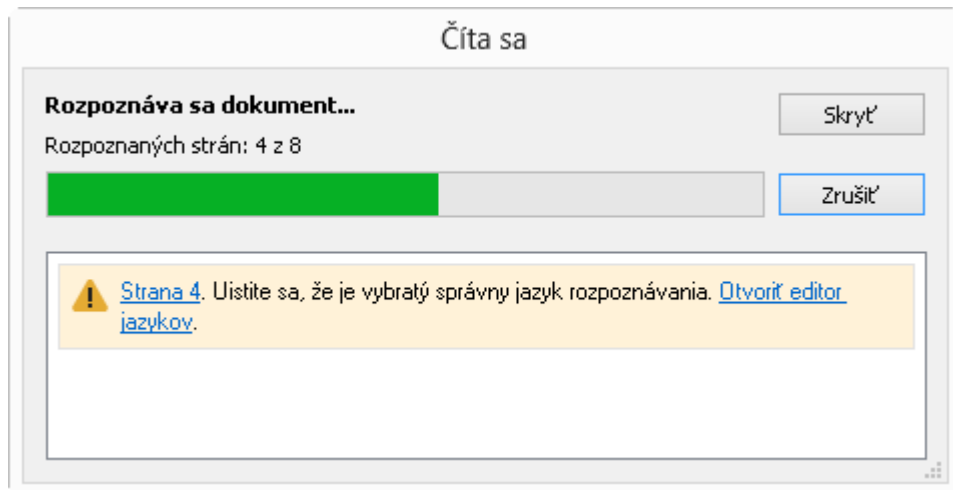 Číta sa
Rozpoznáva sa dokument...
Skryť
Rozpoznaných strán: 4 z 8
Zrušiť
Strana 4. Uistite sa, že je vybratý správny jazyk rozpoznávania. Otvoriť editor
jazykov.